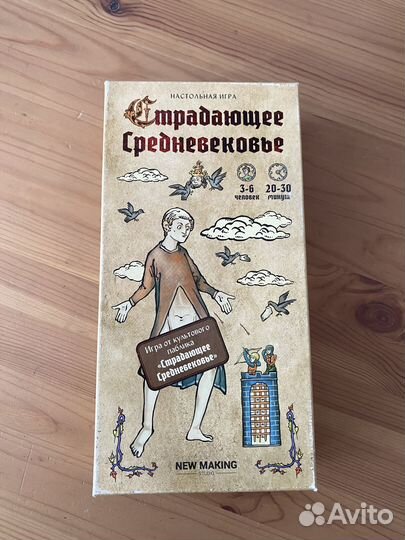 НАСТОЛЬНАЯ ИГРА
Страдающее
Средневековье
3-6 20-30
человек минут
Игра от культового
паблика
«Страдающее
Средневековье»
NEW MAKING
STUDIO
Avito